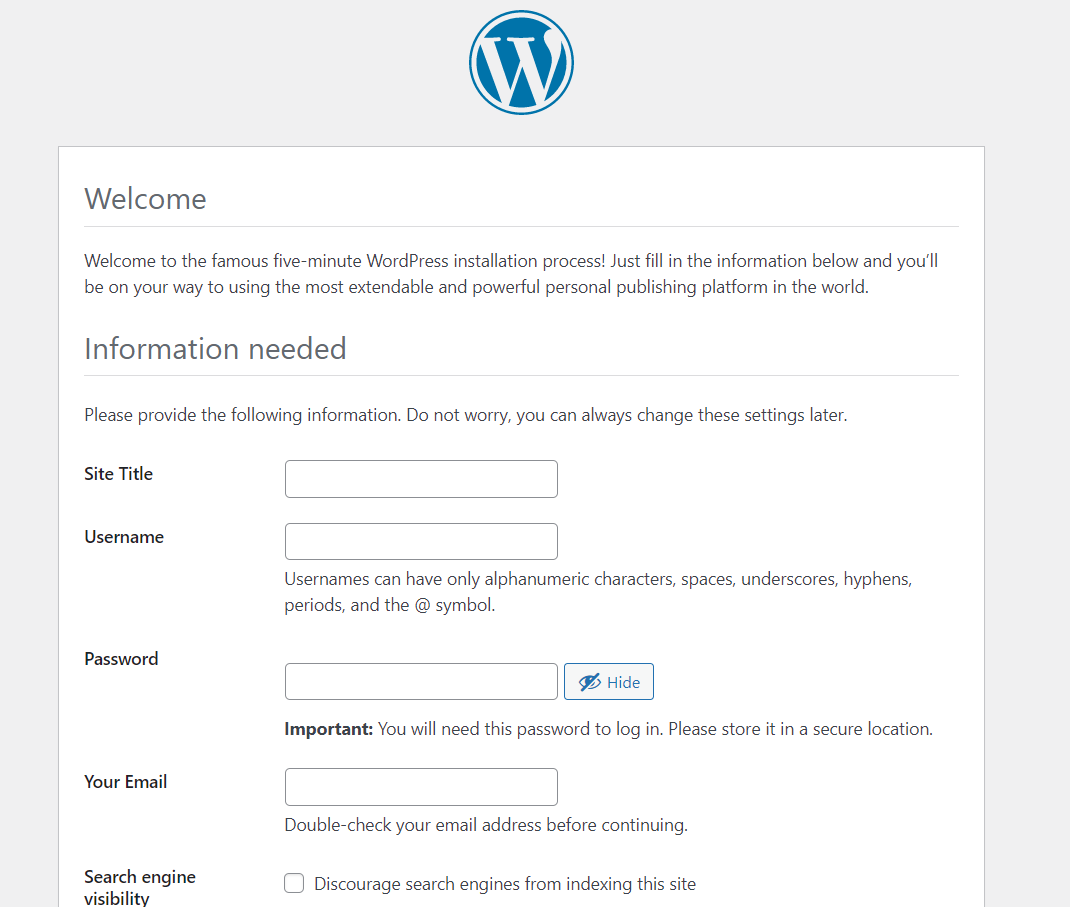 W
Welcome
Welcome to the famous five-minute WordPress installation process! Just fill in the information below and you’ll
be on your way to using the most extendable and powerful personal publishing platform in the world.
Information needed
Please provide the following information. Do not worry, you can always change these settings later.
Site Title
Username
Usernames can have only alphanumeric characters, spaces, underscores, hyphens,
periods, and the @ symbol.
Password
Hide
Important: You will need this password to log in. Please store it in a secure location.
Your Email
Double-check your email address before continuing.
Search engine
visibility
Discourage search engines from indexing this site